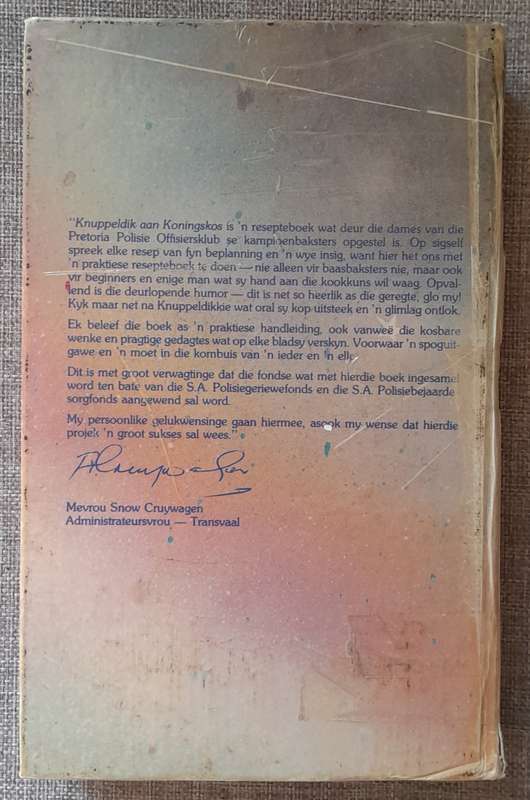 "Knuppeldik aan Koningskos is 'n resepteboek wat deur die dames van die
Pretoria Polisie Offisiersklub se kampioenbaksters opgestel is. Op sigself
spreek elke resep van fyn beplanning en 'n wye insig, want hier het ons met
'n praktiese resepteboek te doen — nie alleen vir baasbaksters nie, maar ook
vir beginners en enige man wat sy hand aan die kookkuns wil waag. Opval-
lend is die deurlopende humor — dit is net so heerlik as die geregte, glo my!
Kyk maar net na Knuppeldikkie wat oral sy kop uitsteek en 'n glimlag ontlok.
Ek beleef die boek as 'n praktiese handleiding, ook vanweë die kosbare
wenke en pragtige gedagtes wat op elke bladsy verskyn. Voorwaar 'n spoguit-
gawe en 'n moet in die kombuis van 'n ieder en 'n elk.
Dit is met groot verwagtinge dat die fondse wat met hierdie boek ingesamel
word ten bate van die S.A. Polisiegeriewefonds en die S.A. Polisiebejaarde
sorgfonds aangewend sal word.
My persoonlike gelukwensinge gaan hiermee, asook my wense dat hierdie
projek 'n groot sukses sal wees."
Mevrou Snow Cruywagen
Administrateursvrou — Transvaal